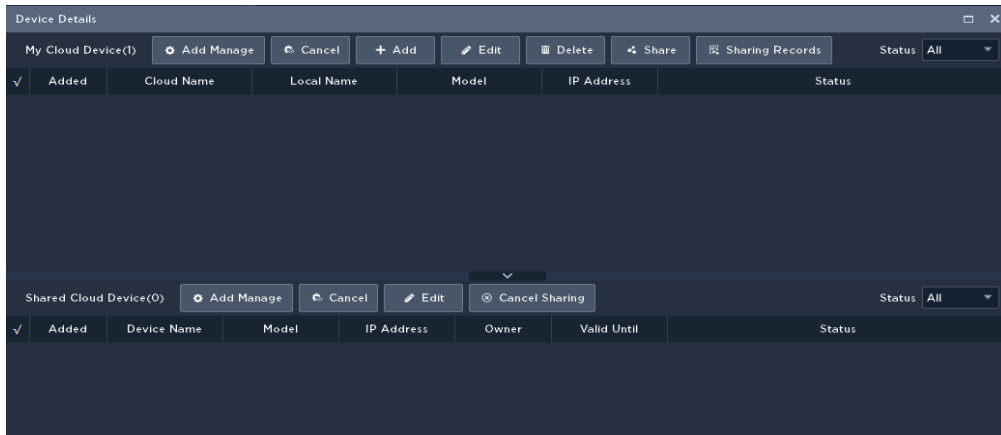 Device Details
My Cloud Device(1) Add Manage Cancel Add Edit Delete Share Sharing Records Status All
√ Added Cloud Name Local Name Model IP Address Status
Shared Cloud Device(0) Add Manage Cancel Edit Cancel Sharing Status All
√ Added Device Name Model IP Address Owner Valid Until Status